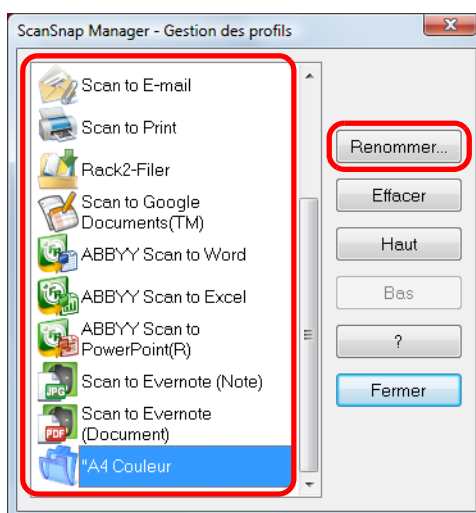 ScanSnap Manager - Gestion des profils
Scan to E-mail
Scan to Print
Rack2-Filer
Scan to Google
Documents(TM)
ABBYY Scan to Word
ABBYY Scan to Excel
ABBYY Scan to
PowerPoint(R)
JPG
Scan to Evernote (Note)
PDF
Scan to Evernote
(Document)
"A4 Couleur
Renommer...
Effacer
Haut
Bas
?
Fermer